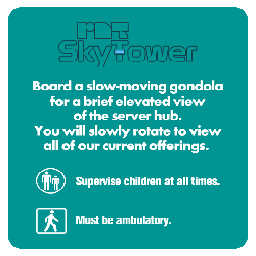 PDT
SkyTower
Board a slow-moving gondola
for a brief elevated view
of the server hub.
You will slowly rotate to view
all of our current offerings.
Supervise children at all times.
Must be ambulatory.